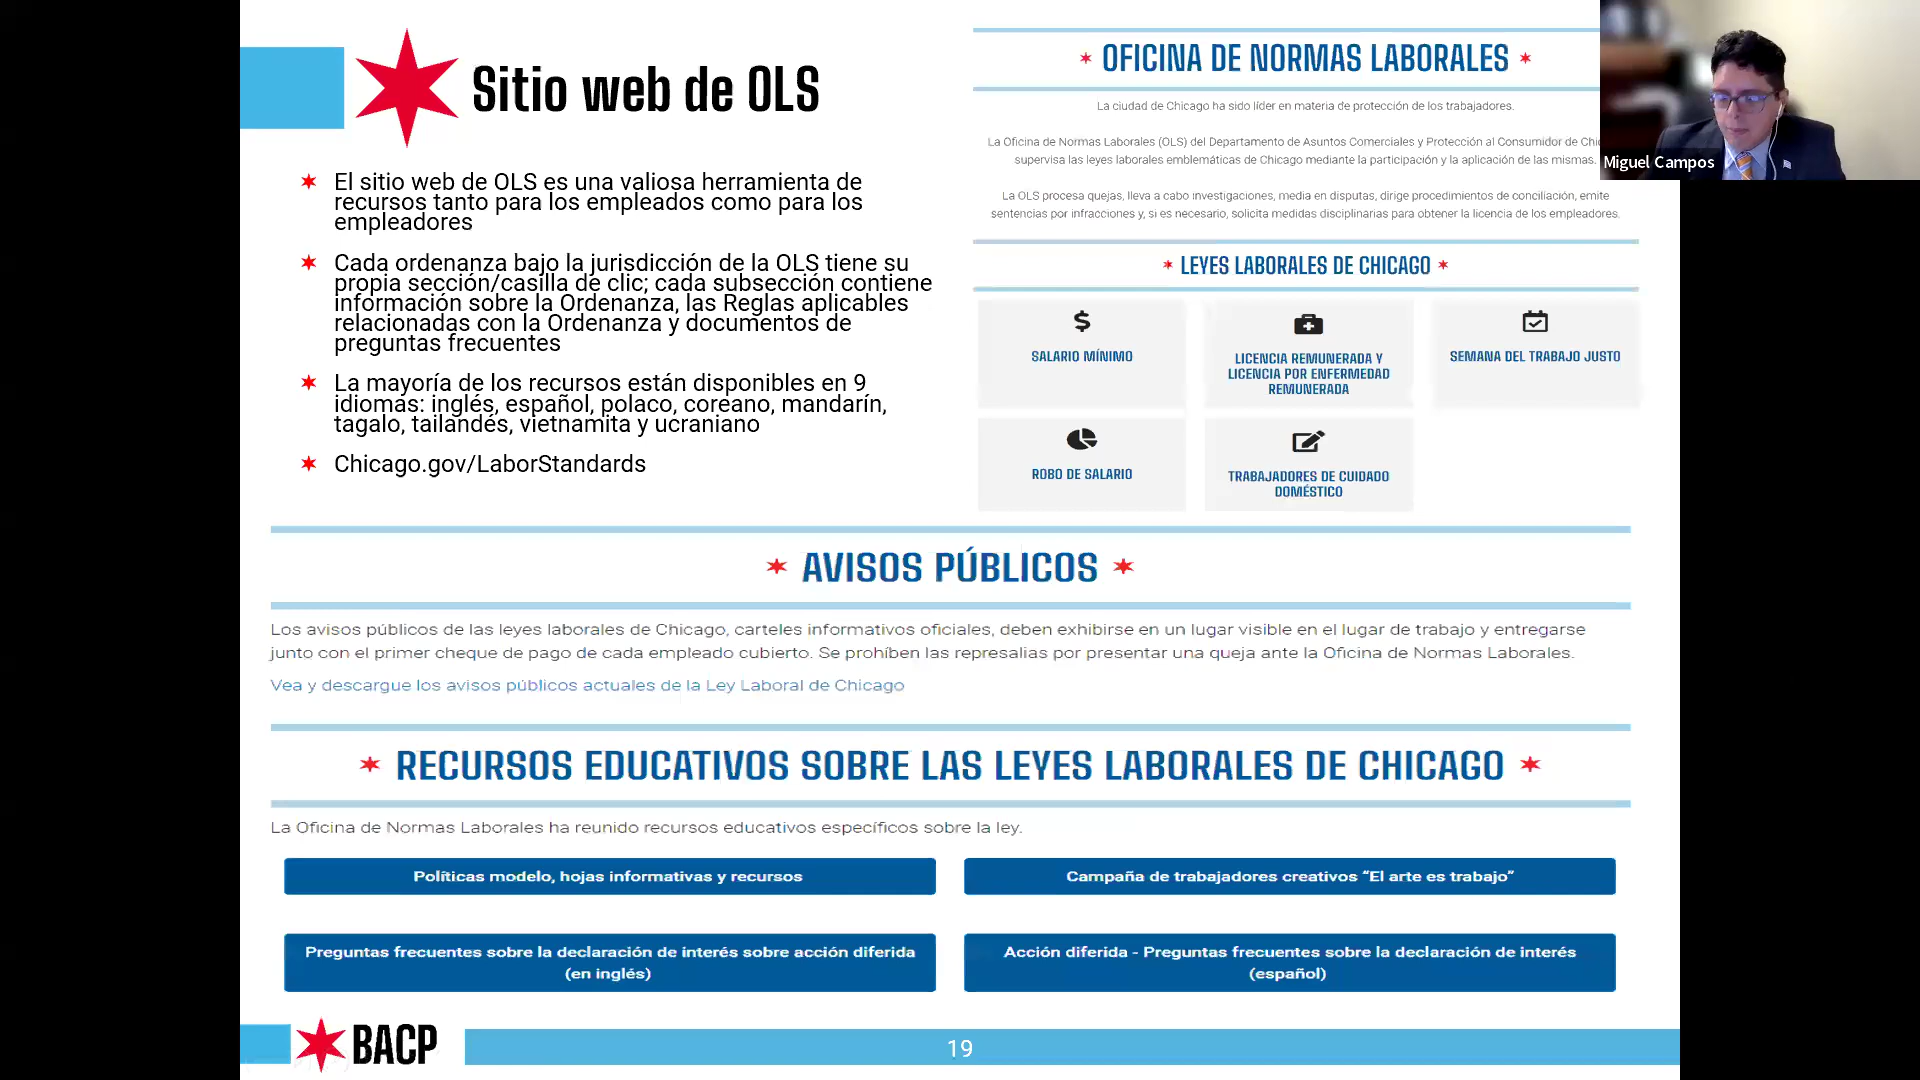 Sitio web de OLS
El sitio web de OLS es una valiosa herramienta de
recursos tanto para los empleados como para los
empleadores
Cada ordenanza bajo la jurisdicción de la OLS tiene su
propia sección/casilla de clic; cada subsección contiene
información sobre la Ordenanza, las Reglas aplicables
relacionadas con la Ordenanza y documentos de
preguntas frecuentes
La mayoría de los recursos están disponibles en 9
idiomas: inglés, español, polaco, coreano, mandarín,
tagalo, tailandés, vietnamita y ucraniano
Chicago.gov/LaborStandards
OFICINA DE NORMAS LABORALES
La ciudad de Chicago ha sido líder en materia de protección de los trabajadores.
La Oficina de Normas Laborales (OLS) del Departamento de Asuntos Comerciales y Protección al Consumidor de
supervisa las leyes laborales emblemáticas de Chicago mediante la participación y la aplicación de las mismas.
La OLS procesa quejas, lleva a cabo investigaciones, media en disputas, dirige procedimientos de conciliación, emite
sentencias por infracciones y, si es necesario, solicita medidas disciplinarias para obtener la licencia de los empleadores.
Miguel Campos
LEYES LABORALES DE CHICAGO
SALARIO MÍNIMO
LICENCIA REMUNERADA Y
LICENCIA POR ENFERMEDAD
REMUNERADA
SEMANA DEL TRABAJO JUSTO
ROBO DE SALARIO
TRABAJADORES DE CUIDADO
DOMÉSTICO
AVISOS PÚBLICOS
Los avisos públicos de las leyes laborales de Chicago, carteles informativos oficiales, deben exhibirse en un lugar visible en el lugar de trabajo y entregarse
junto con el primer cheque de pago de cada empleado cubierto. Se prohíben las represalias por presentar una queja ante la Oficina de Normas Laborales.
Vea y descargue los avisos públicos actuales de la Ley Laboral de Chicago
RECURSOS EDUCATIVOS SOBRE LAS LEYES LABORALES DE CHICAGO
La Oficina de Normas Laborales ha reunido recursos educativos específicos sobre la ley.
Políticas modelo, hojas informativas y recursos
Campaña de trabajadores creativos “El arte es trabajo”
Preguntas frecuentes sobre la declaración de interés sobre acción diferida
(en inglés)
Acción diferida - Preguntas frecuentes sobre la declaración de interés
(español)
BACP
19